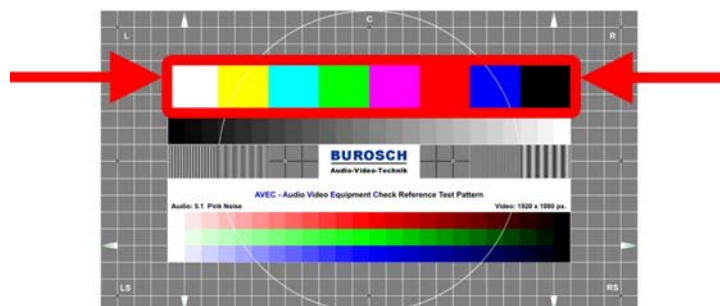 C
L R
BUROSCH
Audio-Video-Technik
AVEC - Audio Video Equipment Check Reference Test Pattern
Audio: 5.1 Pink Noise Video: 1920 x 1080 px.
LS RS